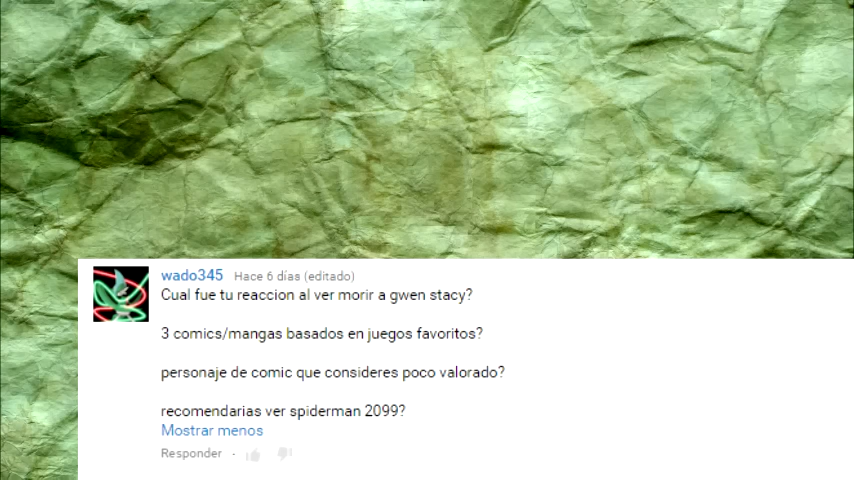 wado345 Hace 6 días (editado)
Cual fue tu reaccion al ver morir a gwen stacy?
3 comics/mangas basados en juegos favoritos?
personaje de comic que consideres poco valorado?
recomendarias ver spiderman 2099?
Mostrar menos
Responder ·